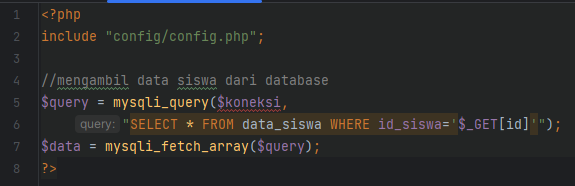 1 <?php
2 include "config/config.php";
3
4 //mengambil data siswa dari database
5 $query = mysqli_query($koneksi,
6 query: "SELECT * FROM data_siswa WHERE id_siswa='$_GET[id]'");
7 $data = mysqli_fetch_array($query);
8 ?>